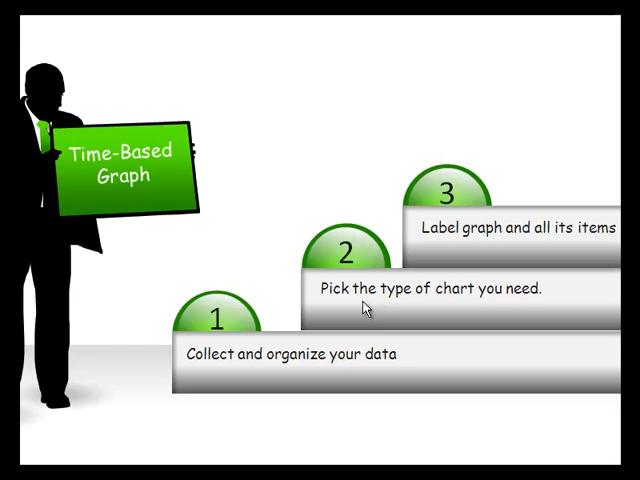 Time-Based
Graph
3
Label graph and all its items
2
Pick the type of chart you need.
1
Collect and organize your data